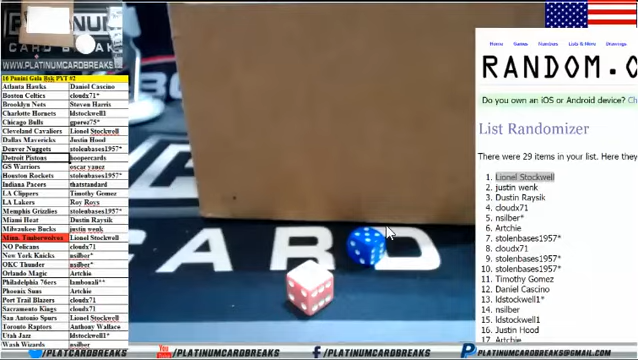 PLATINUM
CARD BREAKS
WWW.PLATINUMCARDBREAKS
16 Panini Gala Bsk PYT #2
Atlanta Hawks Daniel Cascino
Boston Celtics cloudx71*
Brooklyn Nets Steven Harris
Charlotte Hornets ldstockwell1
Chicago Bulls gperez75*
Cleveland Cavaliers Lionel Stockwell
Dallas Mavericks Justin Hood
Denver Nuggets stolenbases1957*
Detroit Pistons hoopercards
GS Warriors oscar yanez
Houston Rockets stolenbases1957*
Indiana Pacers thatstandard
LA Clippers Timothy Gomez
LA Lakers Roy Roys
Memphis Grizzlies stolenbases1957*
Miami Heat Dustin Raysik
Milwaukee Bucks justin wenk
Minn. Timberwolves Lionel Stockwell
NO Pelicans cloudx71
New York Knicks nsilber*
OKC Thunder nsilber*
Orlando Magic Artchie
Philadelphia 76ers lambonali**
Phoenix Suns Artchie
Port Trail Blazers cloudx71
Sacramento Kings cloudx71
San Antonio Spurs Lionel Stockwell
Toronto Raptors Anthony Wallace
Utah Jazz ldstockwell1*
Wash Wizards nsilber
CARD
Home Games Numbers Lists & More Drawings
RANDOM.O
Do you own an iOS or Android device? Ch
List Randomizer
There were 29 items in your list. Here they
1. Lionel Stockwell
2. justin wenk
3. Dustin Raysik
4. cloudx71
5. nsilber*
6. Artchie
7. stolenbases1957*
8. cloudx71
9. stolenbases1957*
10. stolenbases1957*
11. Timothy Gomez
12. Daniel Cascino
13. ldstockwell1*
14. nsilber
15. ldstockwell1
16. Justin Hood
17. Artchie
/PLATCARDBREAKS
/PLATINUMCARDBREAKS
/PLATINUMCARDBREAKS
/PLATINUMCARDBREAKS